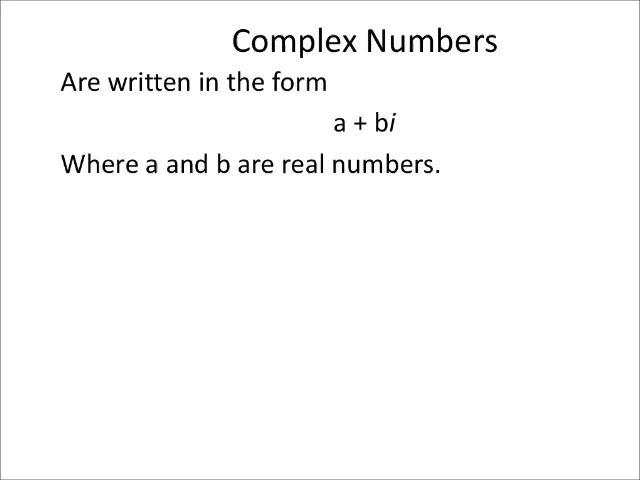 Complex Numbers
Are written in the form
a + bi
Where a and b are real numbers.